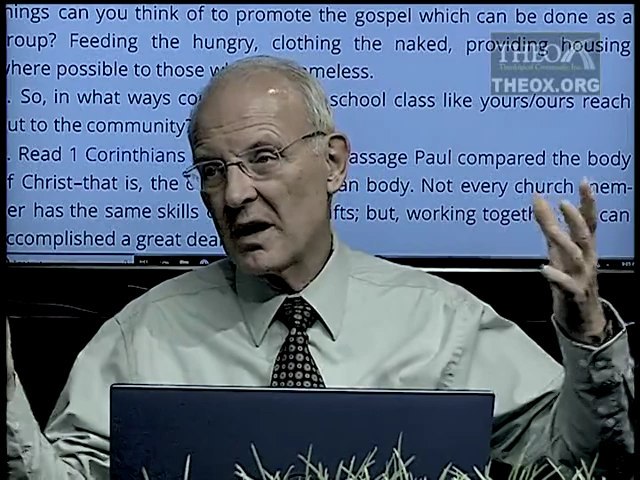 ings can you think of to promote the gospel which can be done as a
roup? Feeding the hungry, clothing the naked, providing housing
where possible to those w meless.
. So, in what ways co school class like yours/ours reach
ut to the community?
. Read 1 Corinthians assage Paul compared the body
f Christ–that is, the c an body. Not every church mem-
er has the same skills fts; but, working togeth can
ccomplished a great dea
THEOX
THEOX.ORG